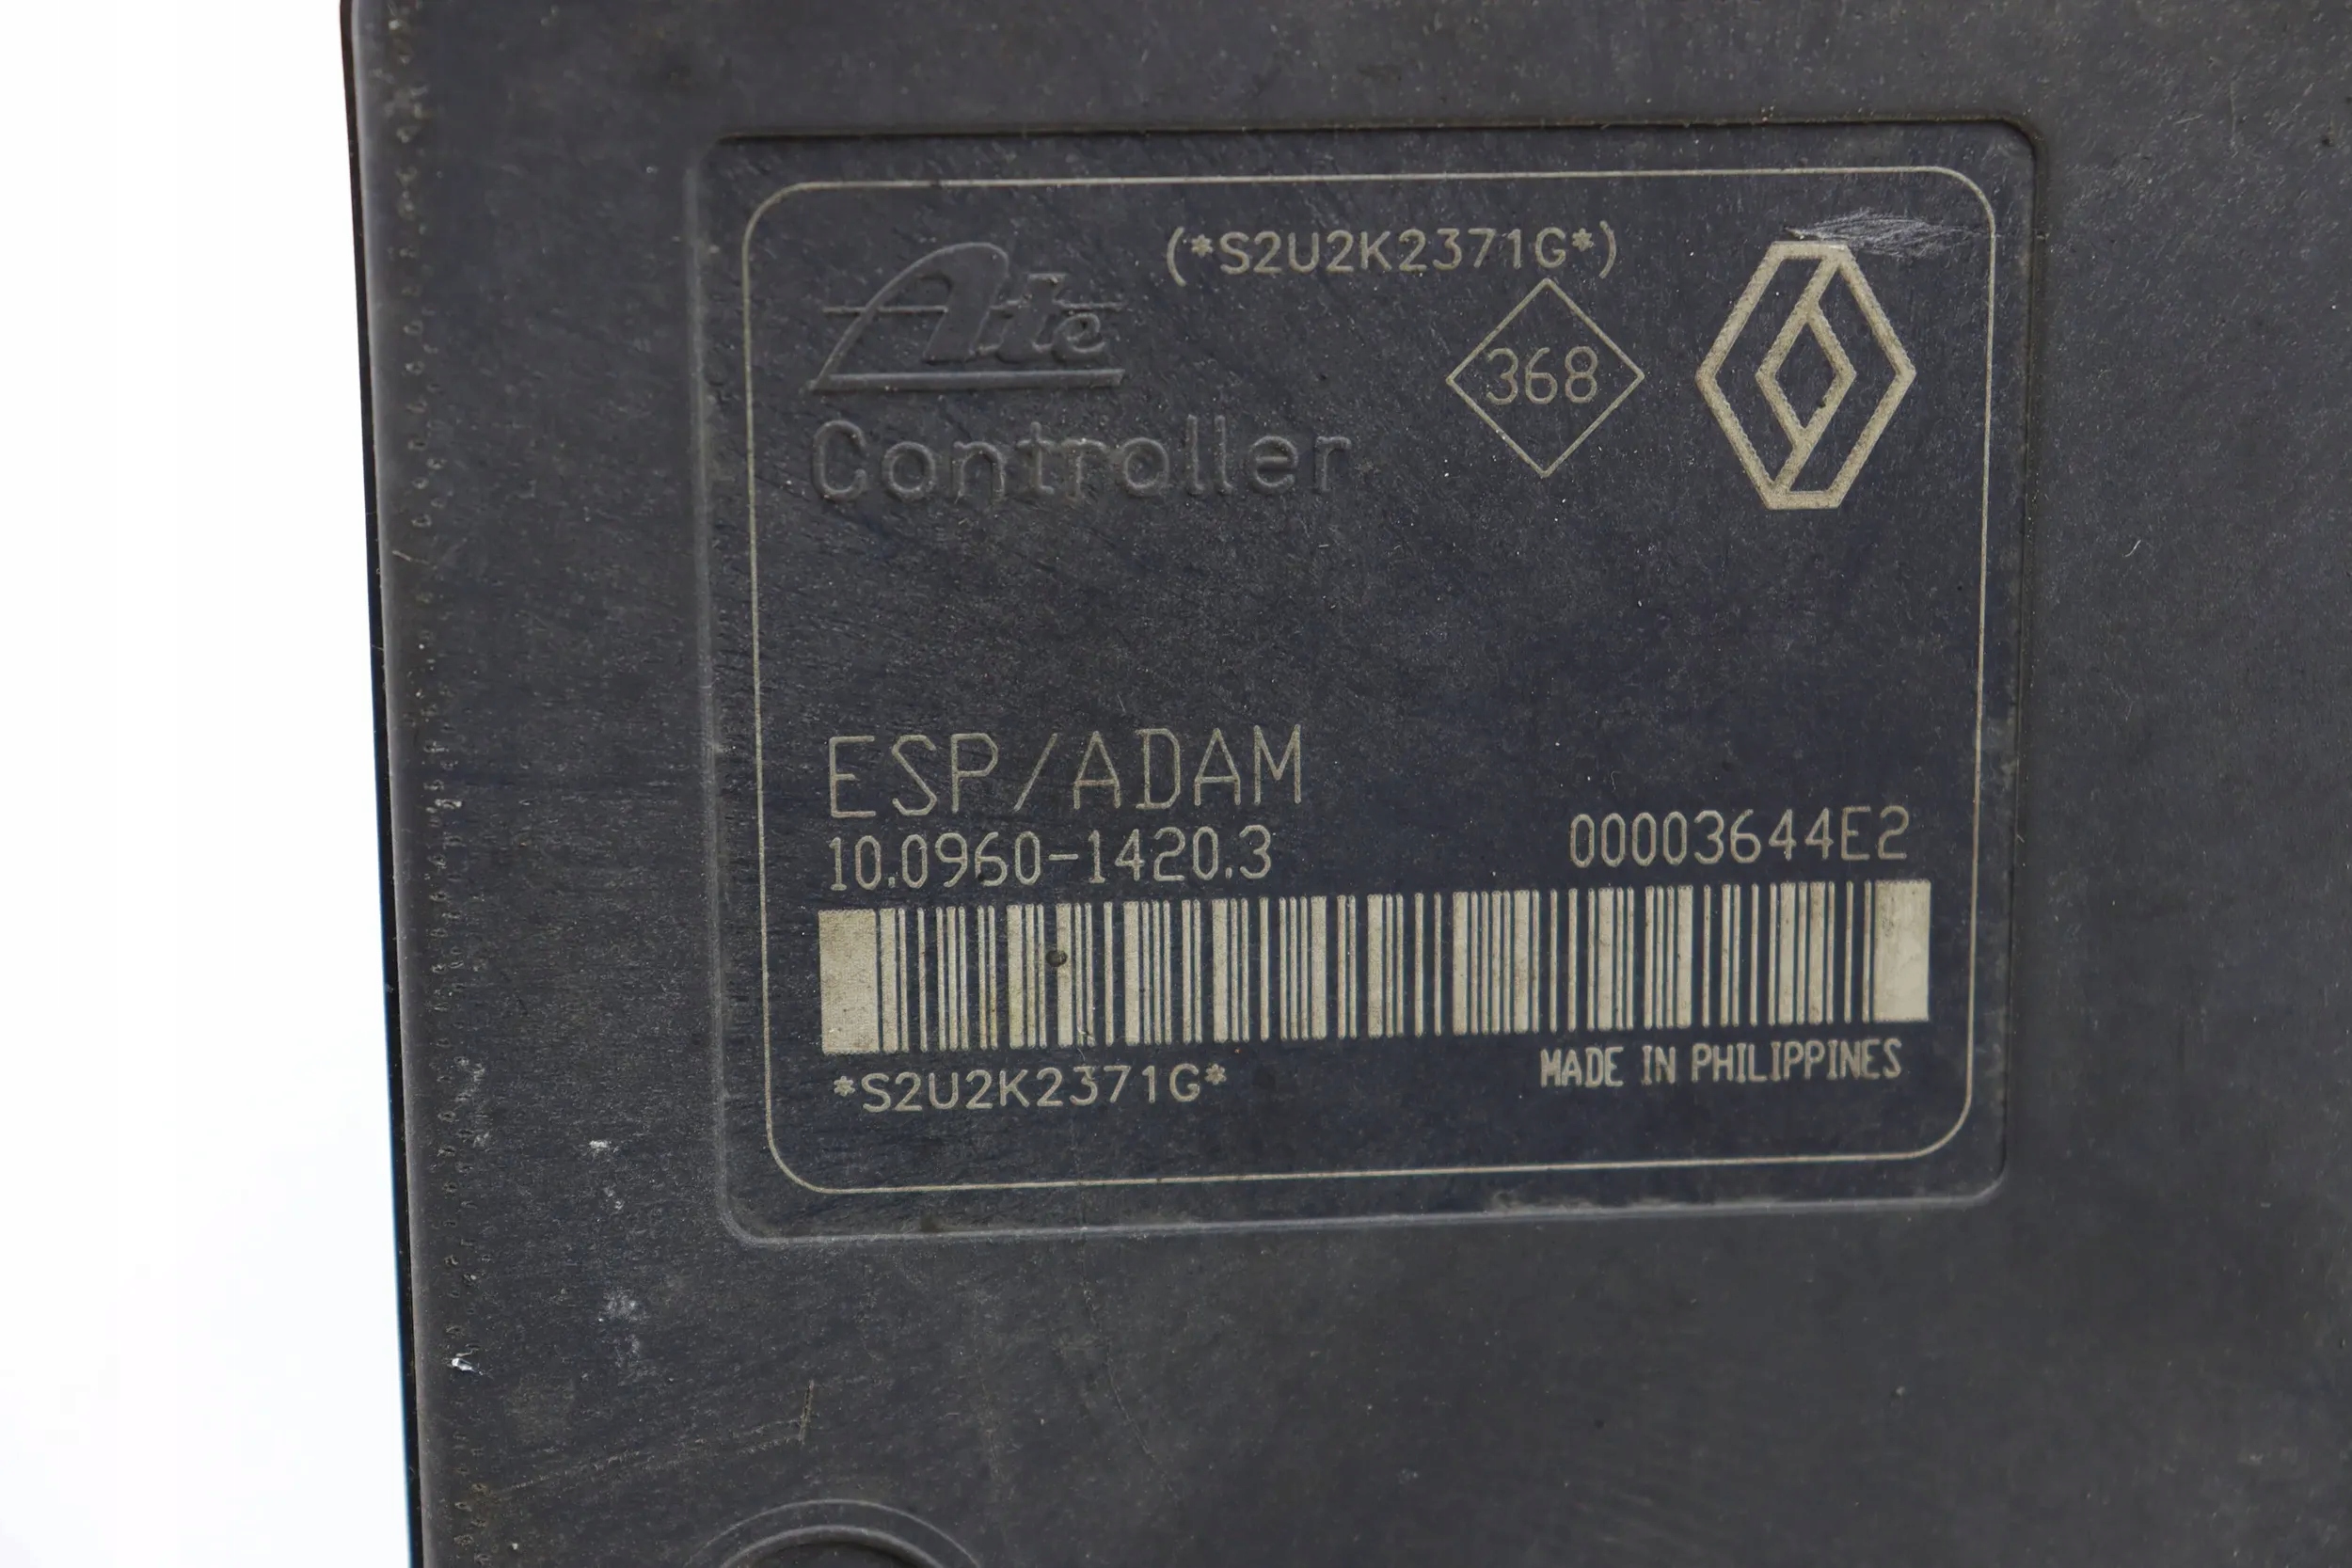 (*S2U2K2371G*)
Ate
368
Controller
ESP/ADAM
10.0960-1420.3
00003644E2
*S2U2K2371G*
MADE IN PHILIPPINES